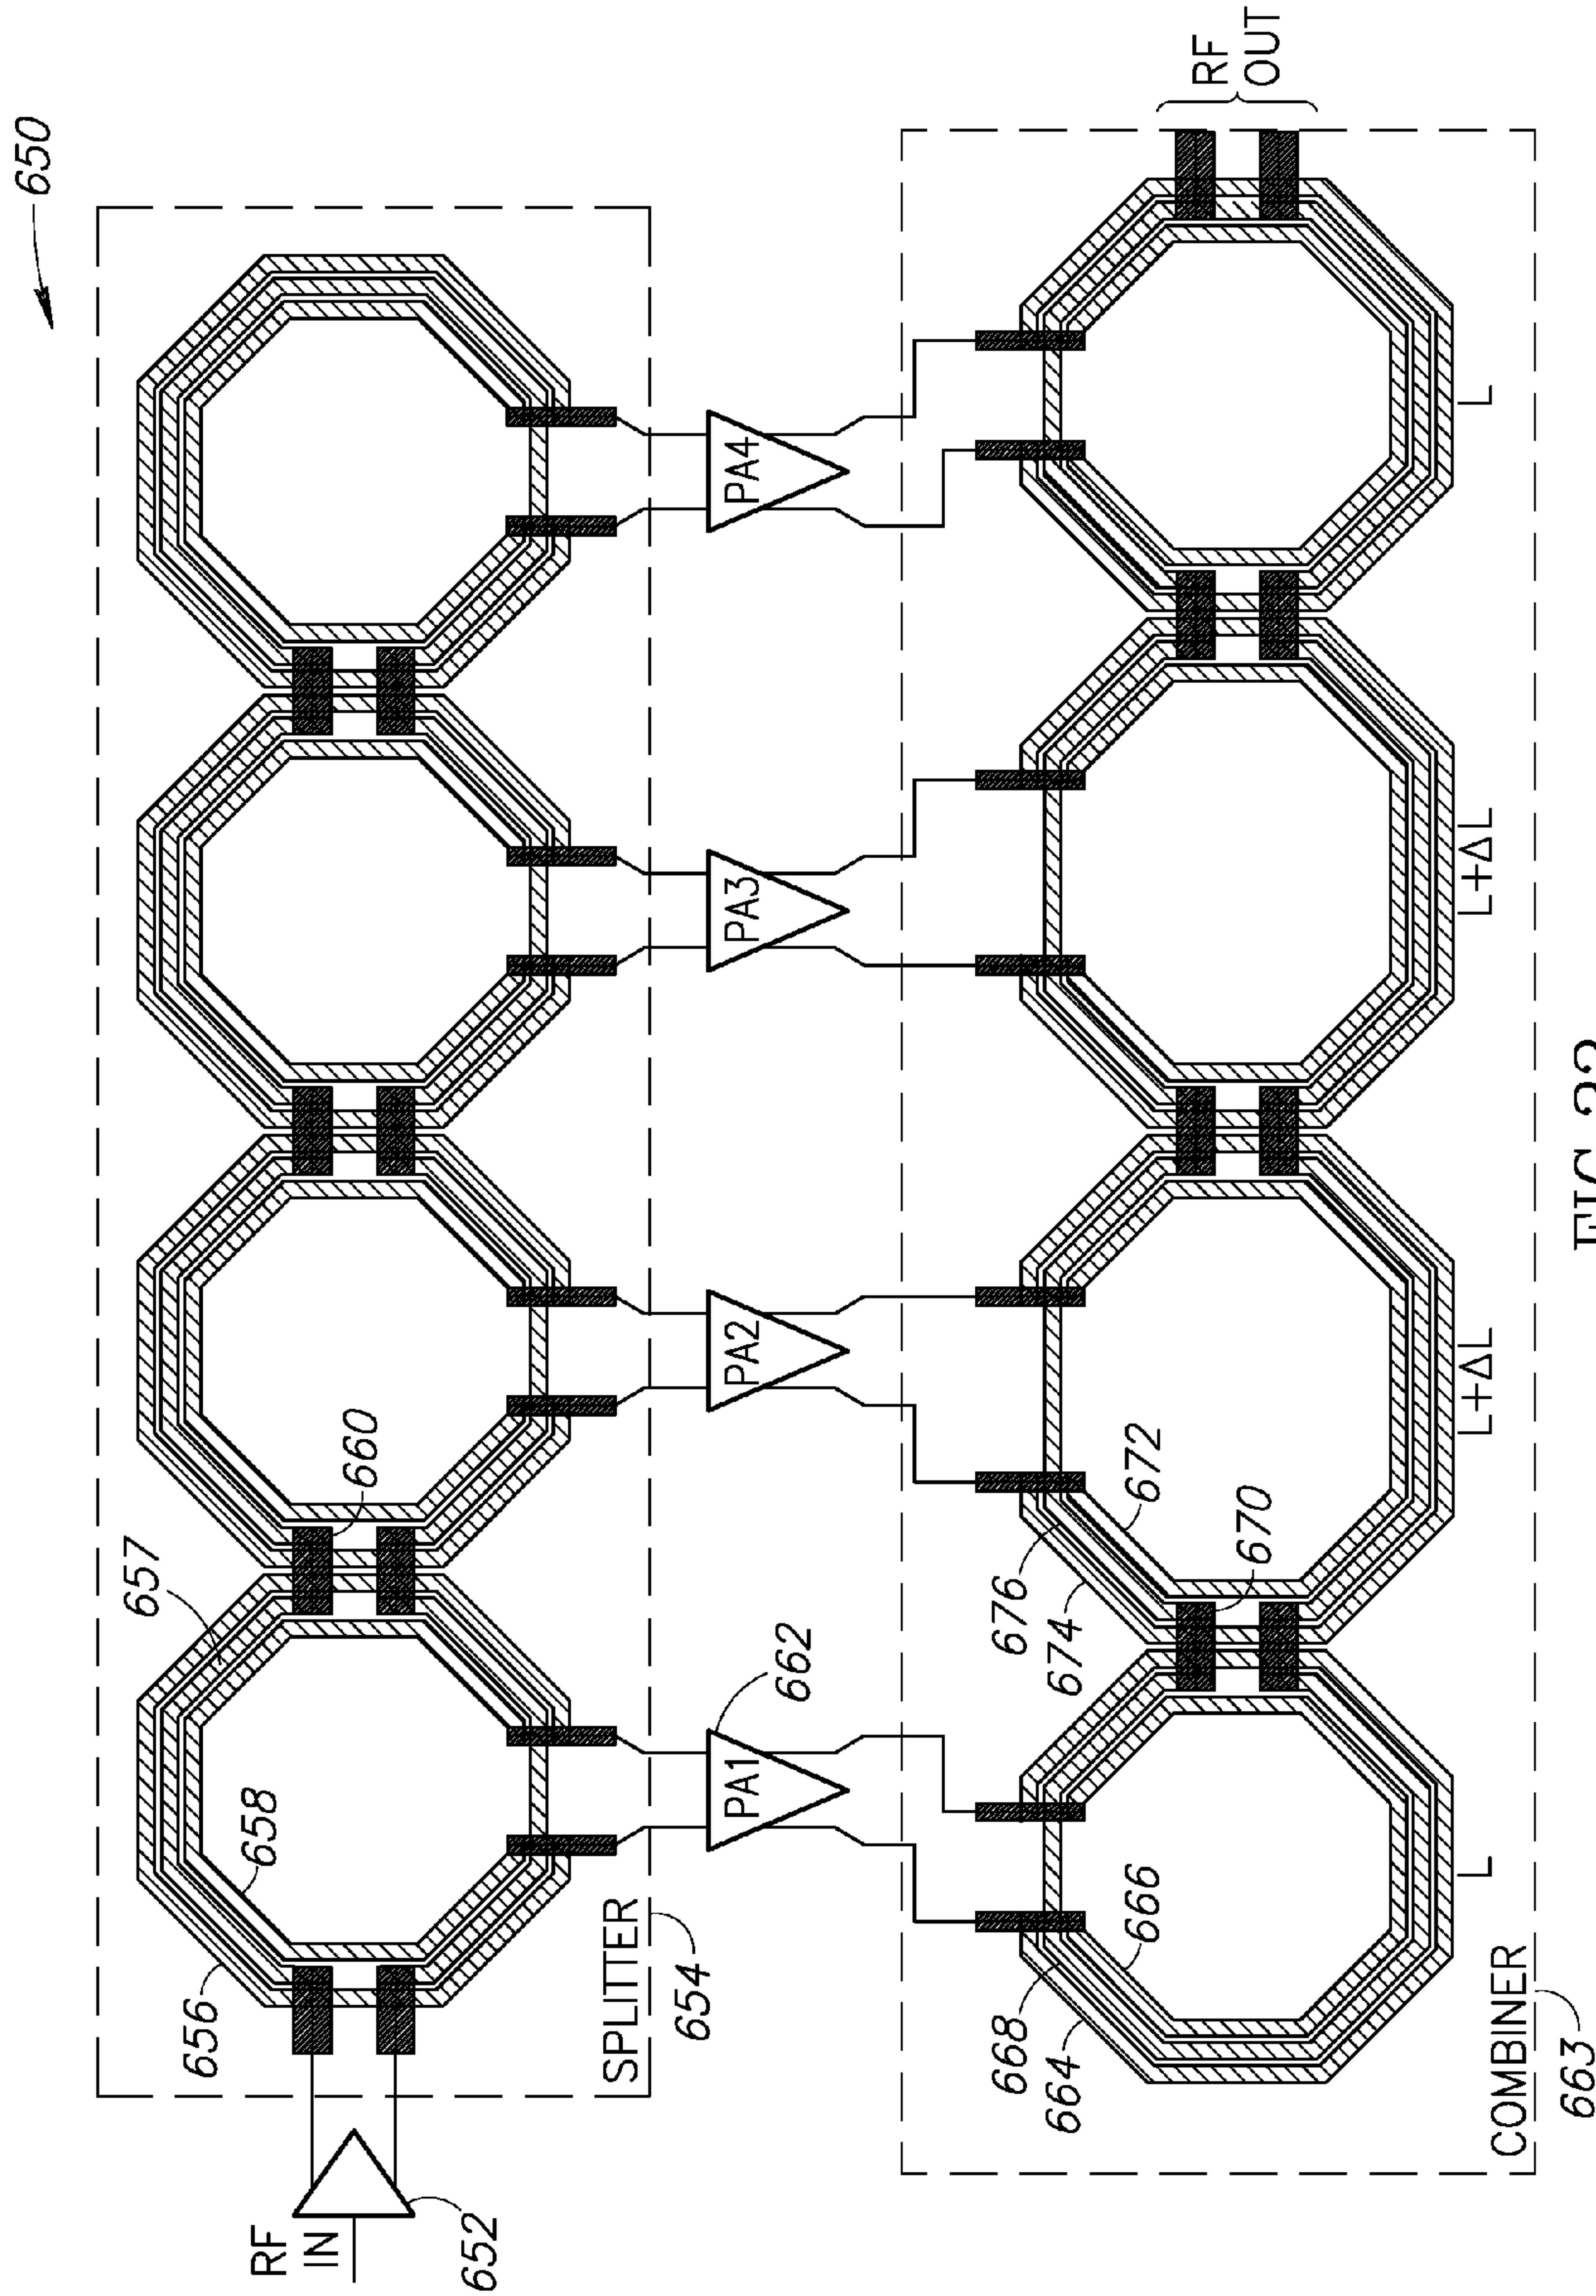 650
RF
IN
652
656
658
657
660
SPLITTER
654
PA1
662
PA2
PA3
PA4
668
664
666
676
674
672
670
RF
OUT
L
L+ΔL
L+ΔL
L
COMBINER
663